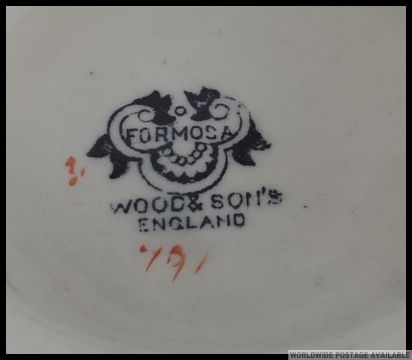 FORMOSA
WOOD & SON'S
ENGLAND
WORLDWIDE POSTAGE AVAILABLE